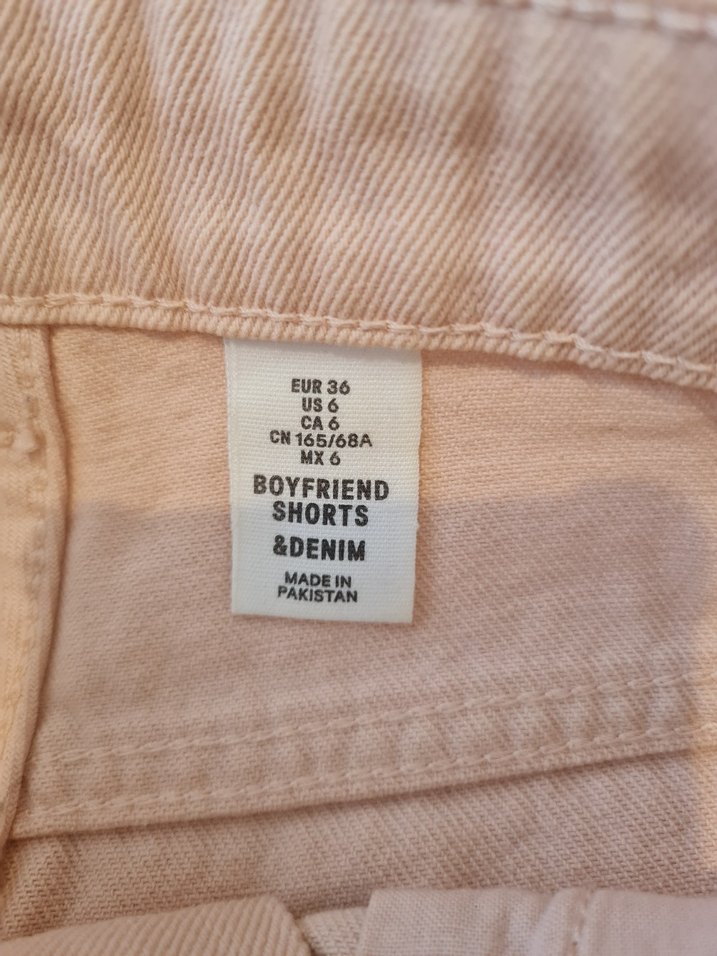 EUR 36
US 6
CA 6
CN 165/68A
MX 6
BOYFRIEND
SHORTS
&DENIM
MADE IN
PAKISTAN